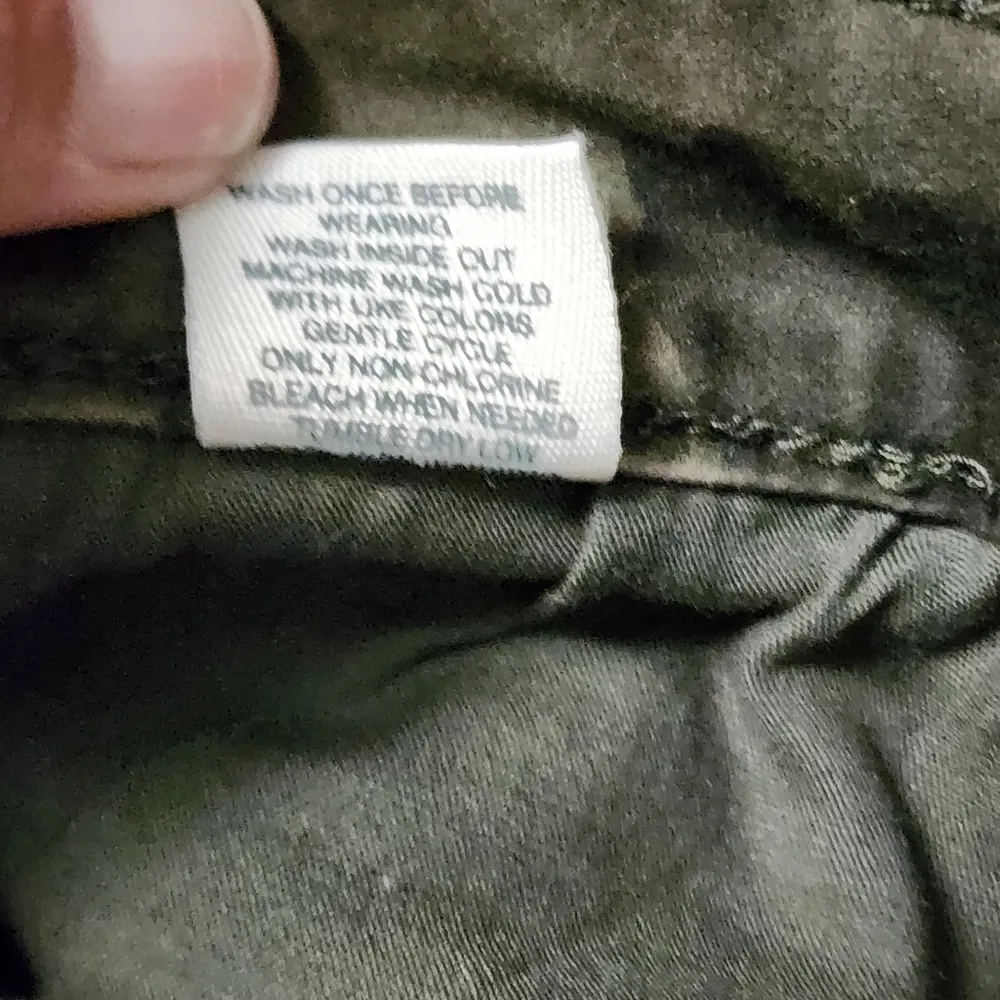 WASH ONCE BEFORE
WEARING
WASH INSIDE OUT
MACHINE WASH COLD
WITH LIKE COLORS
GENTLE CYCLE
ONLY NON-CHLORINE
BLEACH WHEN NEEDED
TUMBLE DRY LOW